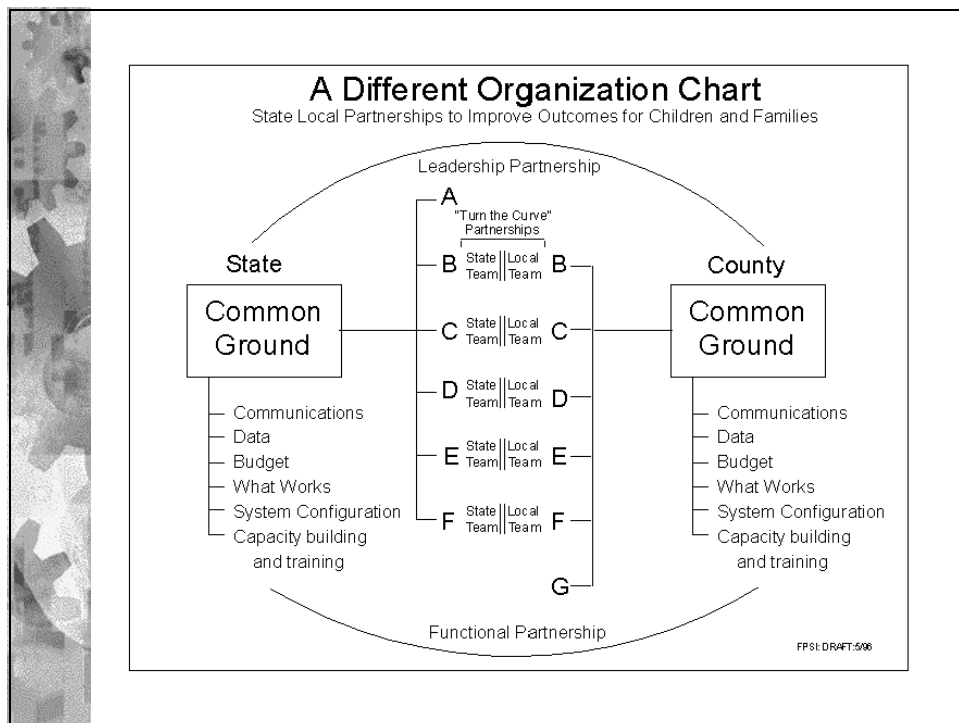 A Different Organization Chart
State Local Partnerships to Improve Outcomes for Children and Families
Leadership Partnership
A
"Turn the Curve"
Partnerships
State
County
Common
Ground
B State Team Local Team B
C State Team Local Team C
D State Team Local Team D
E State Team Local Team E
F State Team Local Team F
G
Common
Ground
Communications
Data
Budget
What Works
System Configuration
Capacity building
and training
Communications
Data
Budget
What Works
System Configuration
Capacity building
and training
Functional Partnership
FPSI: DRAFT:5/96